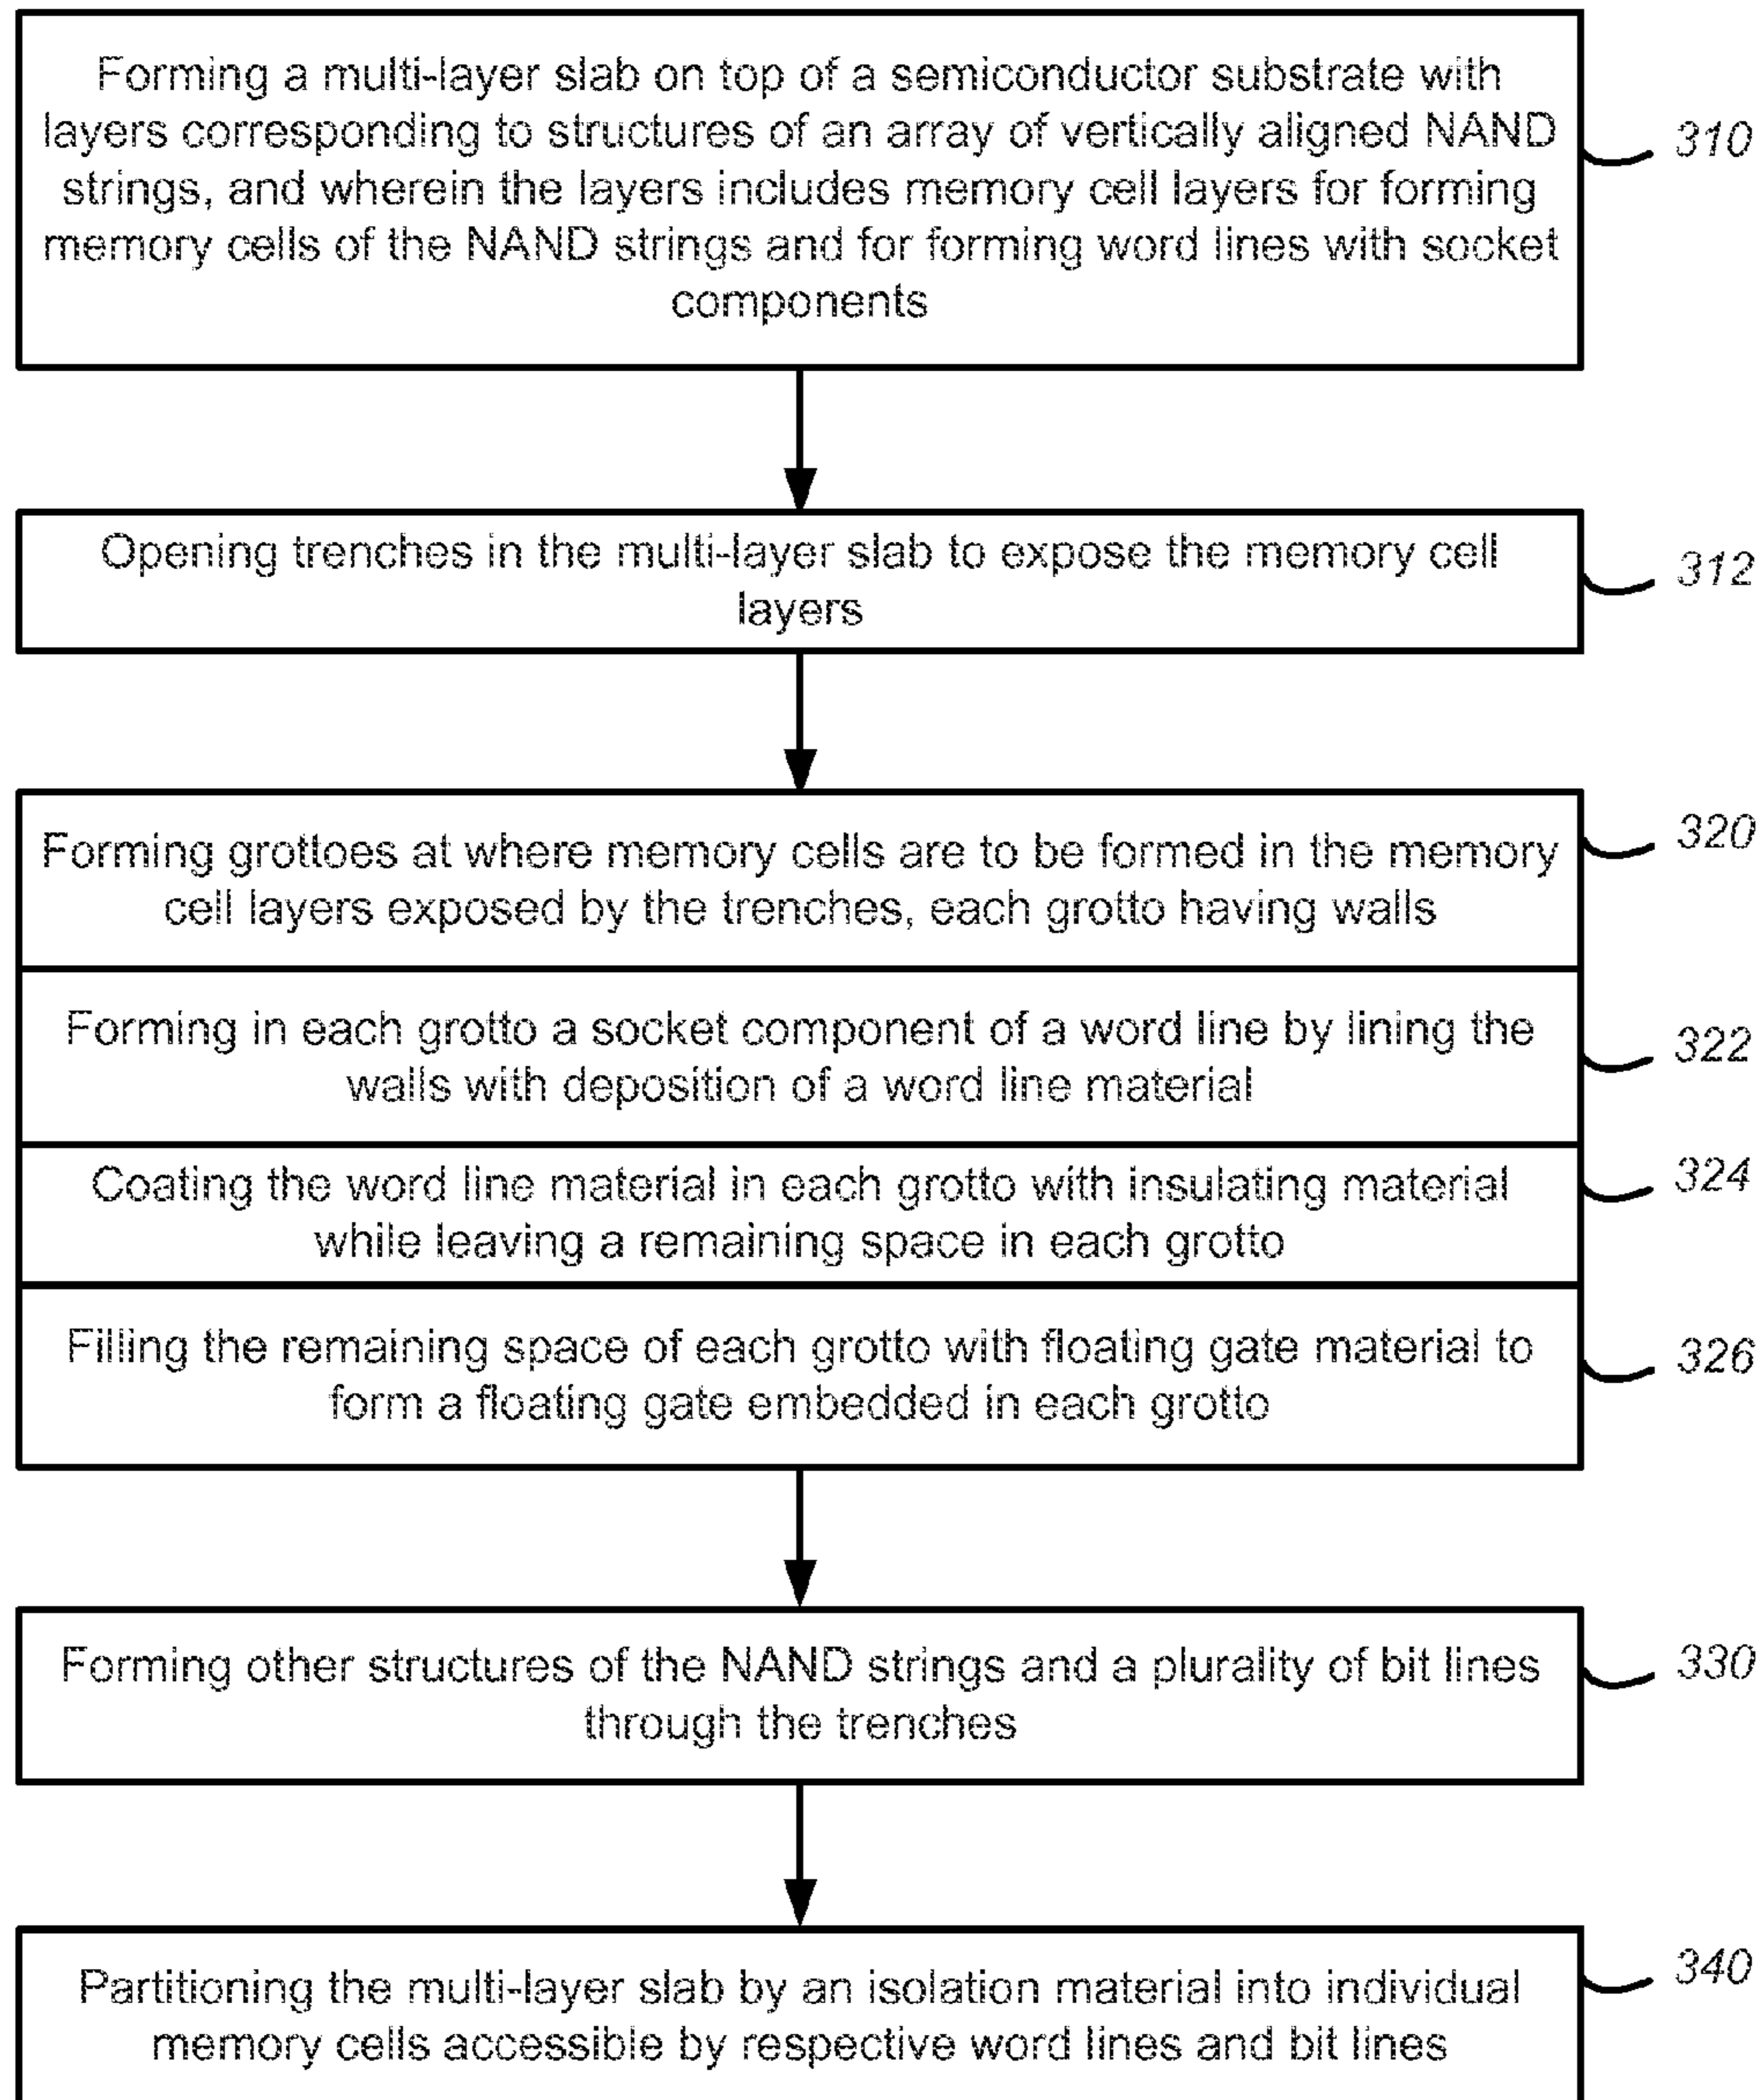 Forming a multi-layer slab on top of a semiconductor substrate with
layers corresponding to structures of an array of vertically aligned NAND
strings, and wherein the layers includes memory cell layers for forming
memory cells of the NAND strings and for forming word lines with socket
components
310
Opening trenches in the multi-layer slab to expose the memory cell
layers
312
Forming grottoes at where memory cells are to be formed in the memory
cell layers exposed by the trenches, each grotto having walls
320
Forming in each grotto a socket component of a word line by lining the
walls with deposition of a word line material
322
Coating the word line material in each grotto with insulating material
while leaving a remaining space in each grotto
324
Filling the remaining space of each grotto with floating gate material to
form a floating gate embedded in each grotto
326
Forming other structures of the NAND strings and a plurality of bit lines
through the trenches
330
Partitioning the multi-layer slab by an isolation material into individual
memory cells accessible by respective word lines and bit lines
340